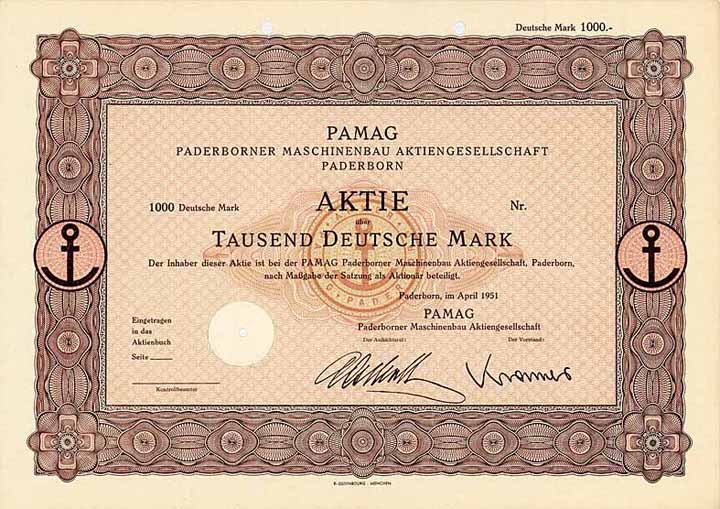 Deutsche Mark 1000.-
PAMAG
PADERBORNER MASCHINENBAU AKTIENGESELLSCHAFT
PADERBORN
1000 Deutsche Mark
AKTIE
Nr.
über
TAUSEND DEUTSCHE MARK
Der Inhaber dieser Aktie ist bei der PAMAG Paderborner Maschinenbau Aktiengesellschaft, Paderborn,
nach Maßgabe der Satzung als Aktionär beteiligt.
Paderborn, im April 1951
PAMAG
Paderborner Maschinenbau Aktiengesellschaft
Der Aufsichtsrat:
Der Vorstand:
Eingetragen
in das
Aktienbuch
Seite
Kontrollbeamter
Kramer
MÜNCHEN